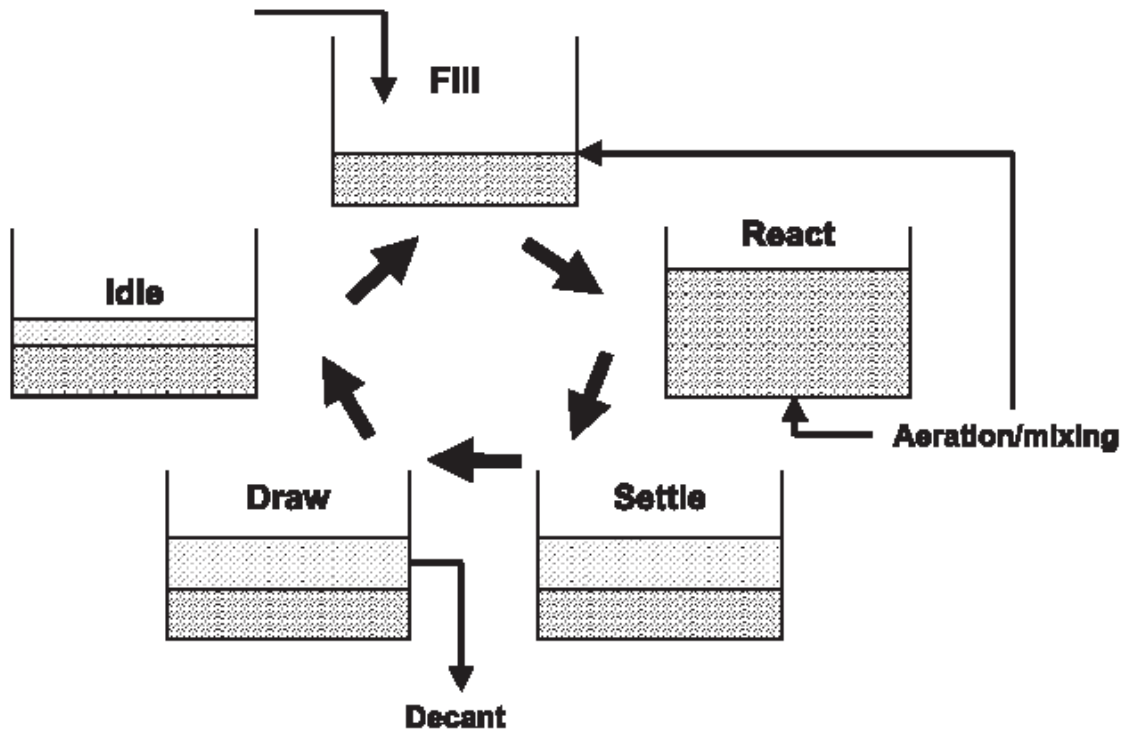 Fill
React
Idle
Aeration/mixing
Draw
Settle
Decant